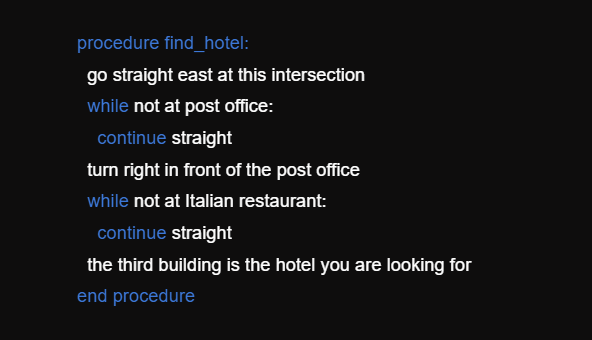 procedure find_hotel:
go straight east at this intersection
while not at post office:
continue straight
turn right in front of the post office
while not at Italian restaurant:
continue straight
the third building is the hotel you are looking for
end procedure